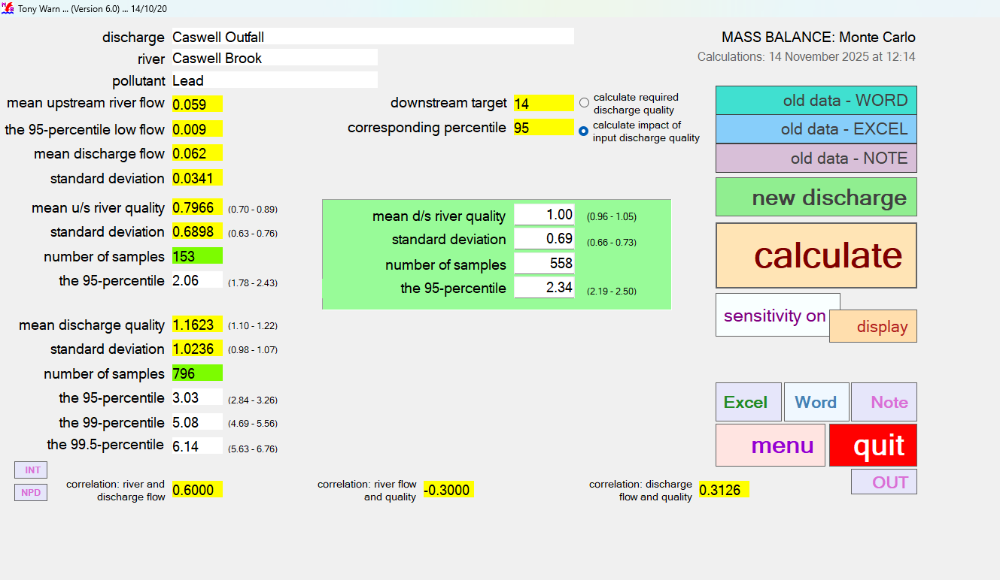 Tony Warn ... (Version 6.0) ... 14/10/20
discharge Caswell Outfall
MASS BALANCE: Monte Carlo
river Caswell Brook
Calculations: 14 November 2025 at 12:14
pollutant Lead
mean upstream river flow 0.059
the 95-percentile low flow 0.009
mean discharge flow 0.062
standard deviation 0.0341
downstream target 14
corresponding percentile 95
calculate required
discharge quality
calculate impact of
input discharge quality
old data - WORD
old data - EXCEL
old data - NOTE
new discharge
calculate
sensitivity on
display
mean u/s river quality 0.7966 (0.70 - 0.89)
standard deviation 0.6898 (0.63 - 0.76)
number of samples 153
the 95-percentile 2.06 (1.78 - 2.43)
mean d/s river quality 1.00 (0.96 - 1.05)
standard deviation 0.69 (0.66 - 0.73)
number of samples 558
the 95-percentile 2.34 (2.19 - 2.50)
mean discharge quality 1.1623 (1.10 - 1.22)
standard deviation 1.0236 (0.98 - 1.07)
number of samples 796
the 95-percentile 3.03 (2.84 - 3.26)
the 99-percentile 5.08 (4.69 - 5.56)
the 99.5-percentile 6.14 (5.63 - 6.76)
Excel Word Note
menu quit
OUT
INT
NPD
correlation: river and
discharge flow 0.6000
correlation: river flow
and quality -0.3000
correlation: discharge
flow and quality 0.3126